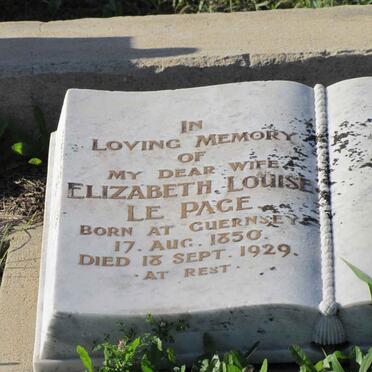 IN
LOVING MEMORY
OF
MY DEAR WIFE
ELIZABETH LOUISE
LE PAGE
BORN AT GUERNSEY
17. AUG. 1850.
DIED 18 SEPT. 1929.
AT REST.